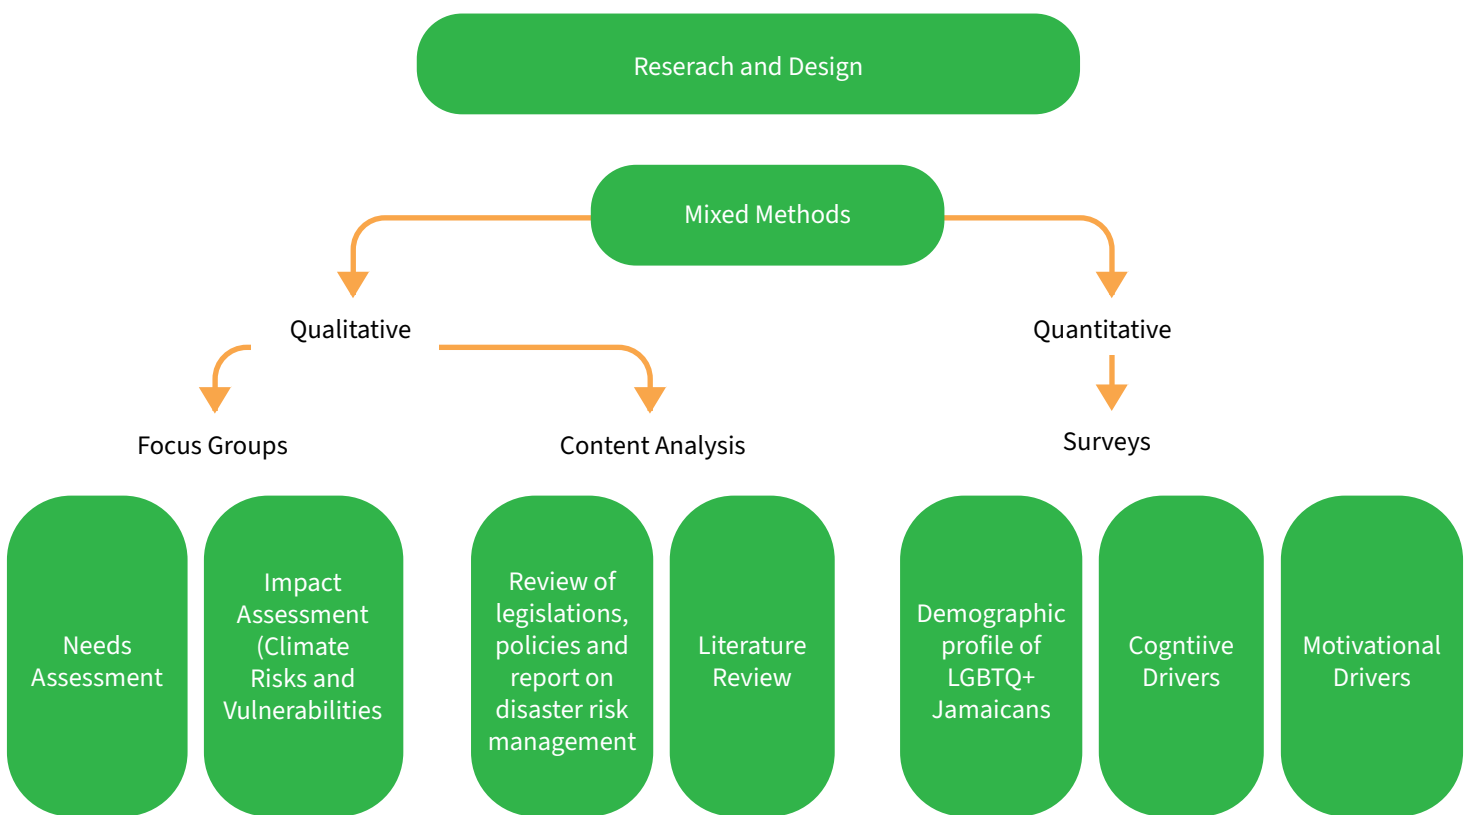 Reserach and Design
Mixed Methods
Qualitative
Quantitative
Focus Groups
Content Analysis
Surveys
Needs
Assessment
Impact
Assessment
(Climate
Risks and
Vulnerabilities
Review of
legislations,
policies and
report on
disaster risk
management
Literature
Review
Demographic
profile of
LGBTQ+
Jamaicans
Cogntiive
Drivers
Motivational
Drivers